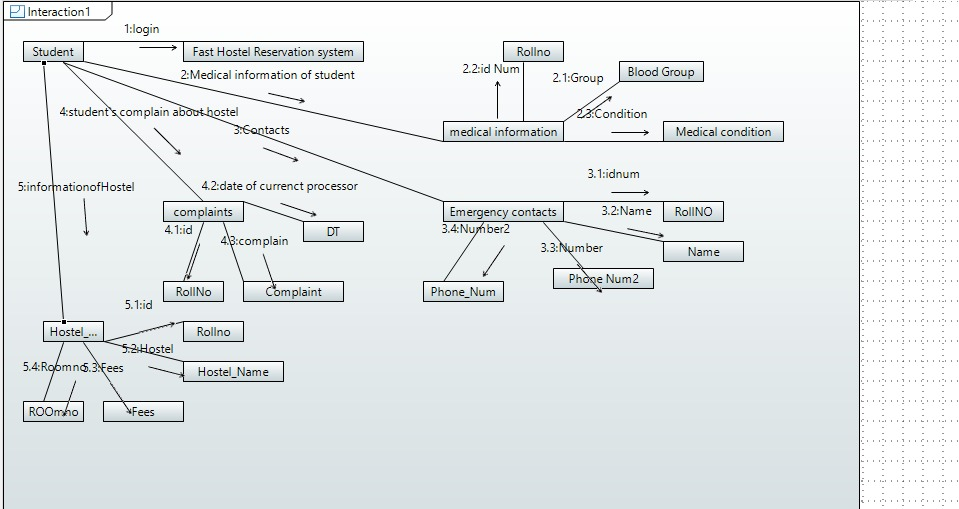 Interaction1
1:login
Student
Fast Hostel Reservation system
Rollno
2:Medical information of student
2.2:id Num
2.1:Group
Blood Group
4:student's complain about hostel
2.3:Condition
3:Contacts
medical information
Medical condition
3.1:idnum
5:informationofHostel
4.2:date of currenct processor
complaints
Emergency contacts
3.2:Name
RollNO
4.1:id
DT
3.4:Number2
4.3:complain
3.3:Number
Name
RollNo
Complaint
Phone_Num
Phone Num2
5.1:id
Hostel_...
Rollno
5.2:Hostel
5.4:Roomno
5.3:Fees
Hostel_Name
ROOmno
Fees